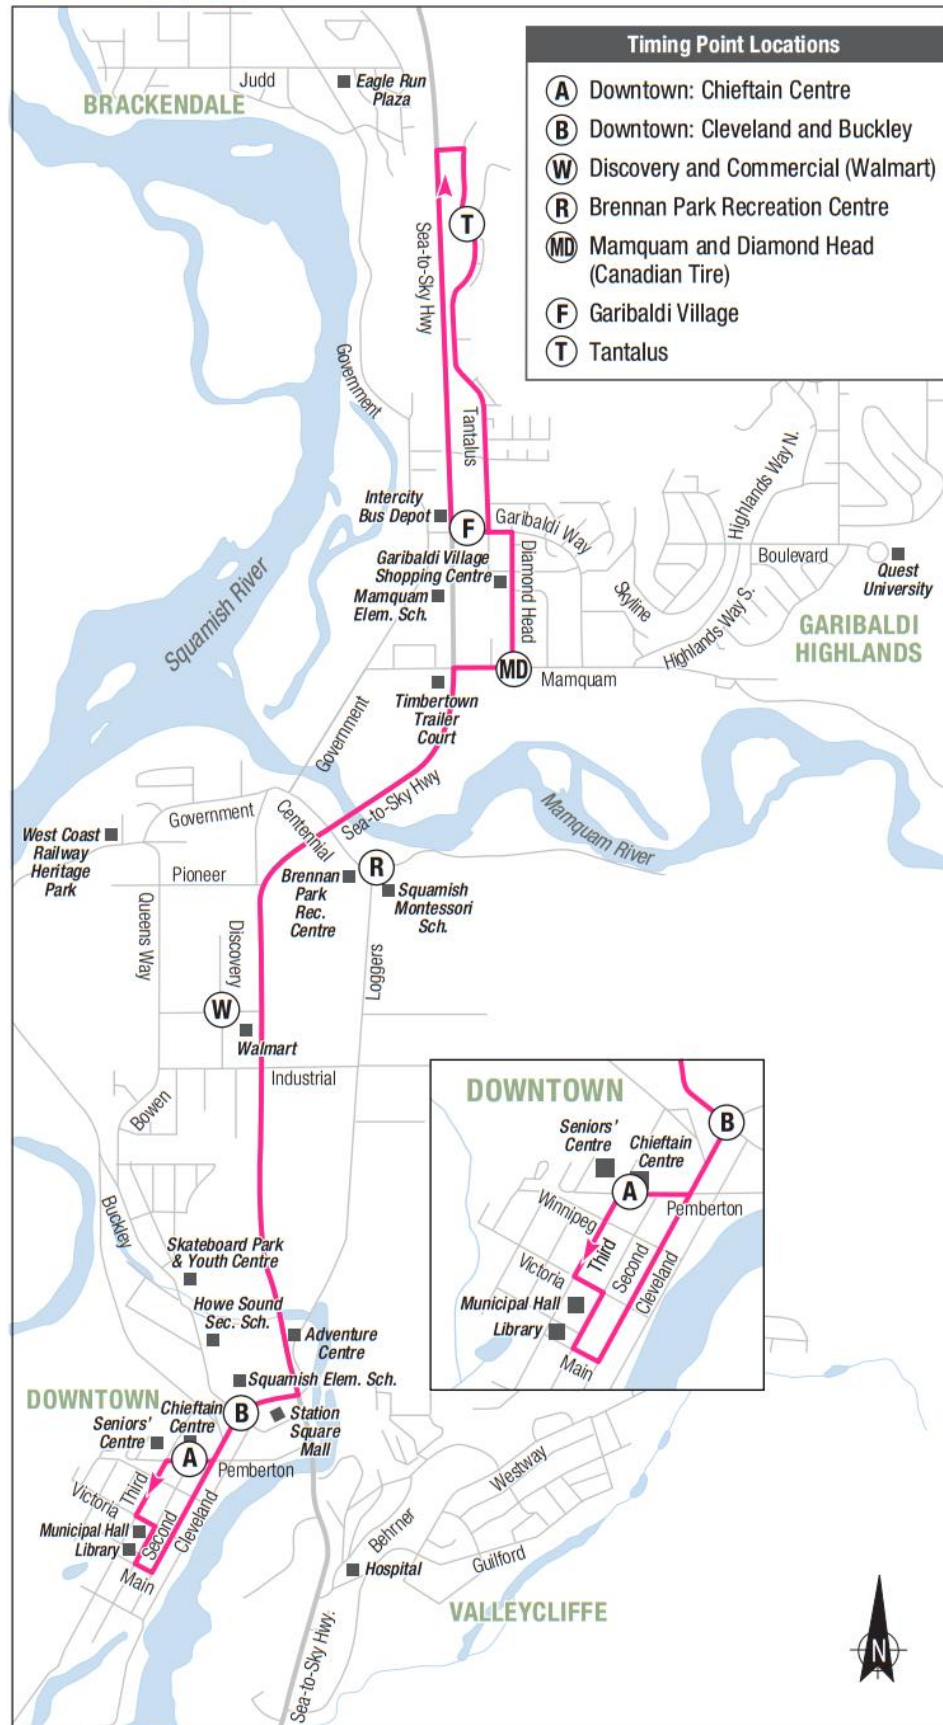 Timing Point Locations
A Downtown: Chieftain Centre
B Downtown: Cleveland and Buckley
W Discovery and Commercial (Walmart)
R Brennan Park Recreation Centre
MD Mamquam and Diamond Head
(Canadian Tire)
F Garibaldi Village
T Tantalus
Judd
Eagle Run
Plaza
BRACKENDALE
T
Sea-to-Sky Hwy
Government
Tantalus
Highlands Way N.
Intercity
Bus Depot
F
Garibaldi Way
Boulevard
Quest
University
Garibaldi Village
Shopping Centre
Diamond Head
Mamquam
Elem. Sch.
Skyline
Highlands Way S.
GARIBALDI
HIGHLANDS
Squamish River
MD
Mamquam
Timbertown
Trailer
Court
Government
Sea-to-Sky Hwy
Mamquam River
Government
Centennial
West Coast
Railway
Heritage
Park
Pioneer
Brennan
Park
Rec.
Centre
R
Squamish
Montessori
Sch.
Queens Way
Discovery
Loggers
W
Walmart
Industrial
Bowen
Buckley
Skateboard Park
& Youth Centre
Howe Sound
Sec. Sch.
Adventure
Centre
Squamish Elem. Sch.
DOWNTOWN
Chieftain
Centre
B
Station
Square
Mall
Seniors'
Centre
A
Pemberton
Third
Victoria
Municipal Hall
Library
Second
Cleveland
Main
Westway
Behrner
Guilford
Hospital
VALLEYCLIFFE
Sea-to-Sky Hwy.
N
DOWNTOWN
B
Seniors'
Centre
Chieftain
Centre
A
Pemberton
Winnipeg
Third
Second
Cleveland
Victoria
Municipal Hall
Library
Main